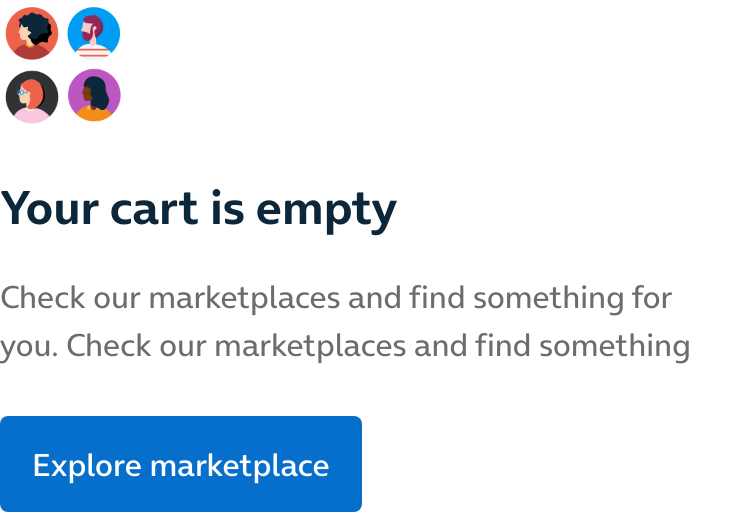 Your cart is empty
Check our marketplaces and find something for
you. Check our marketplaces and find something
Explore marketplace